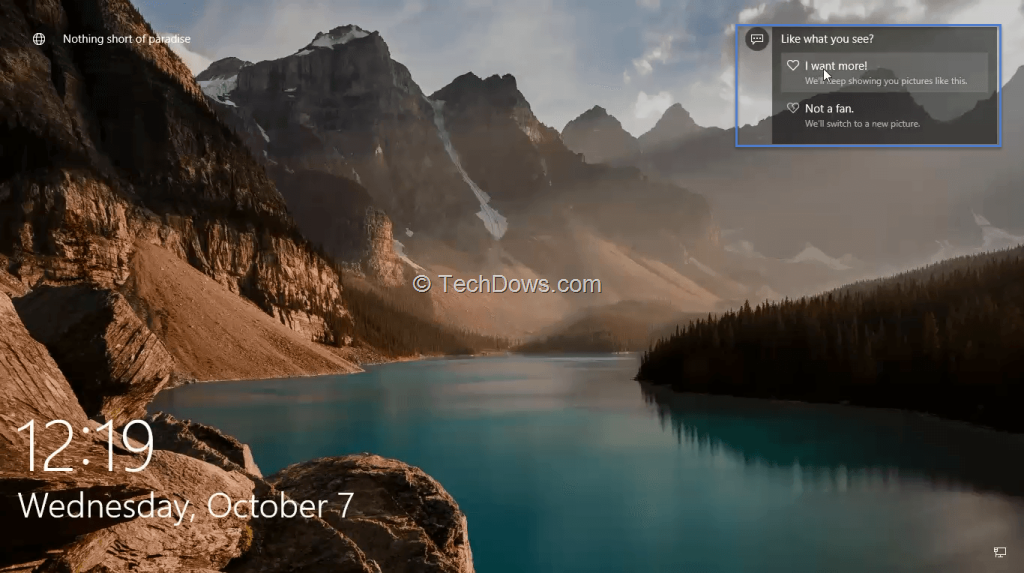 Nothing short of paradise
Like what you see?
I want more!
We'll keep showing you pictures like this.
Not a fan.
We'll switch to a new picture.
© TechDows.com
12:19
Wednesday, October 7